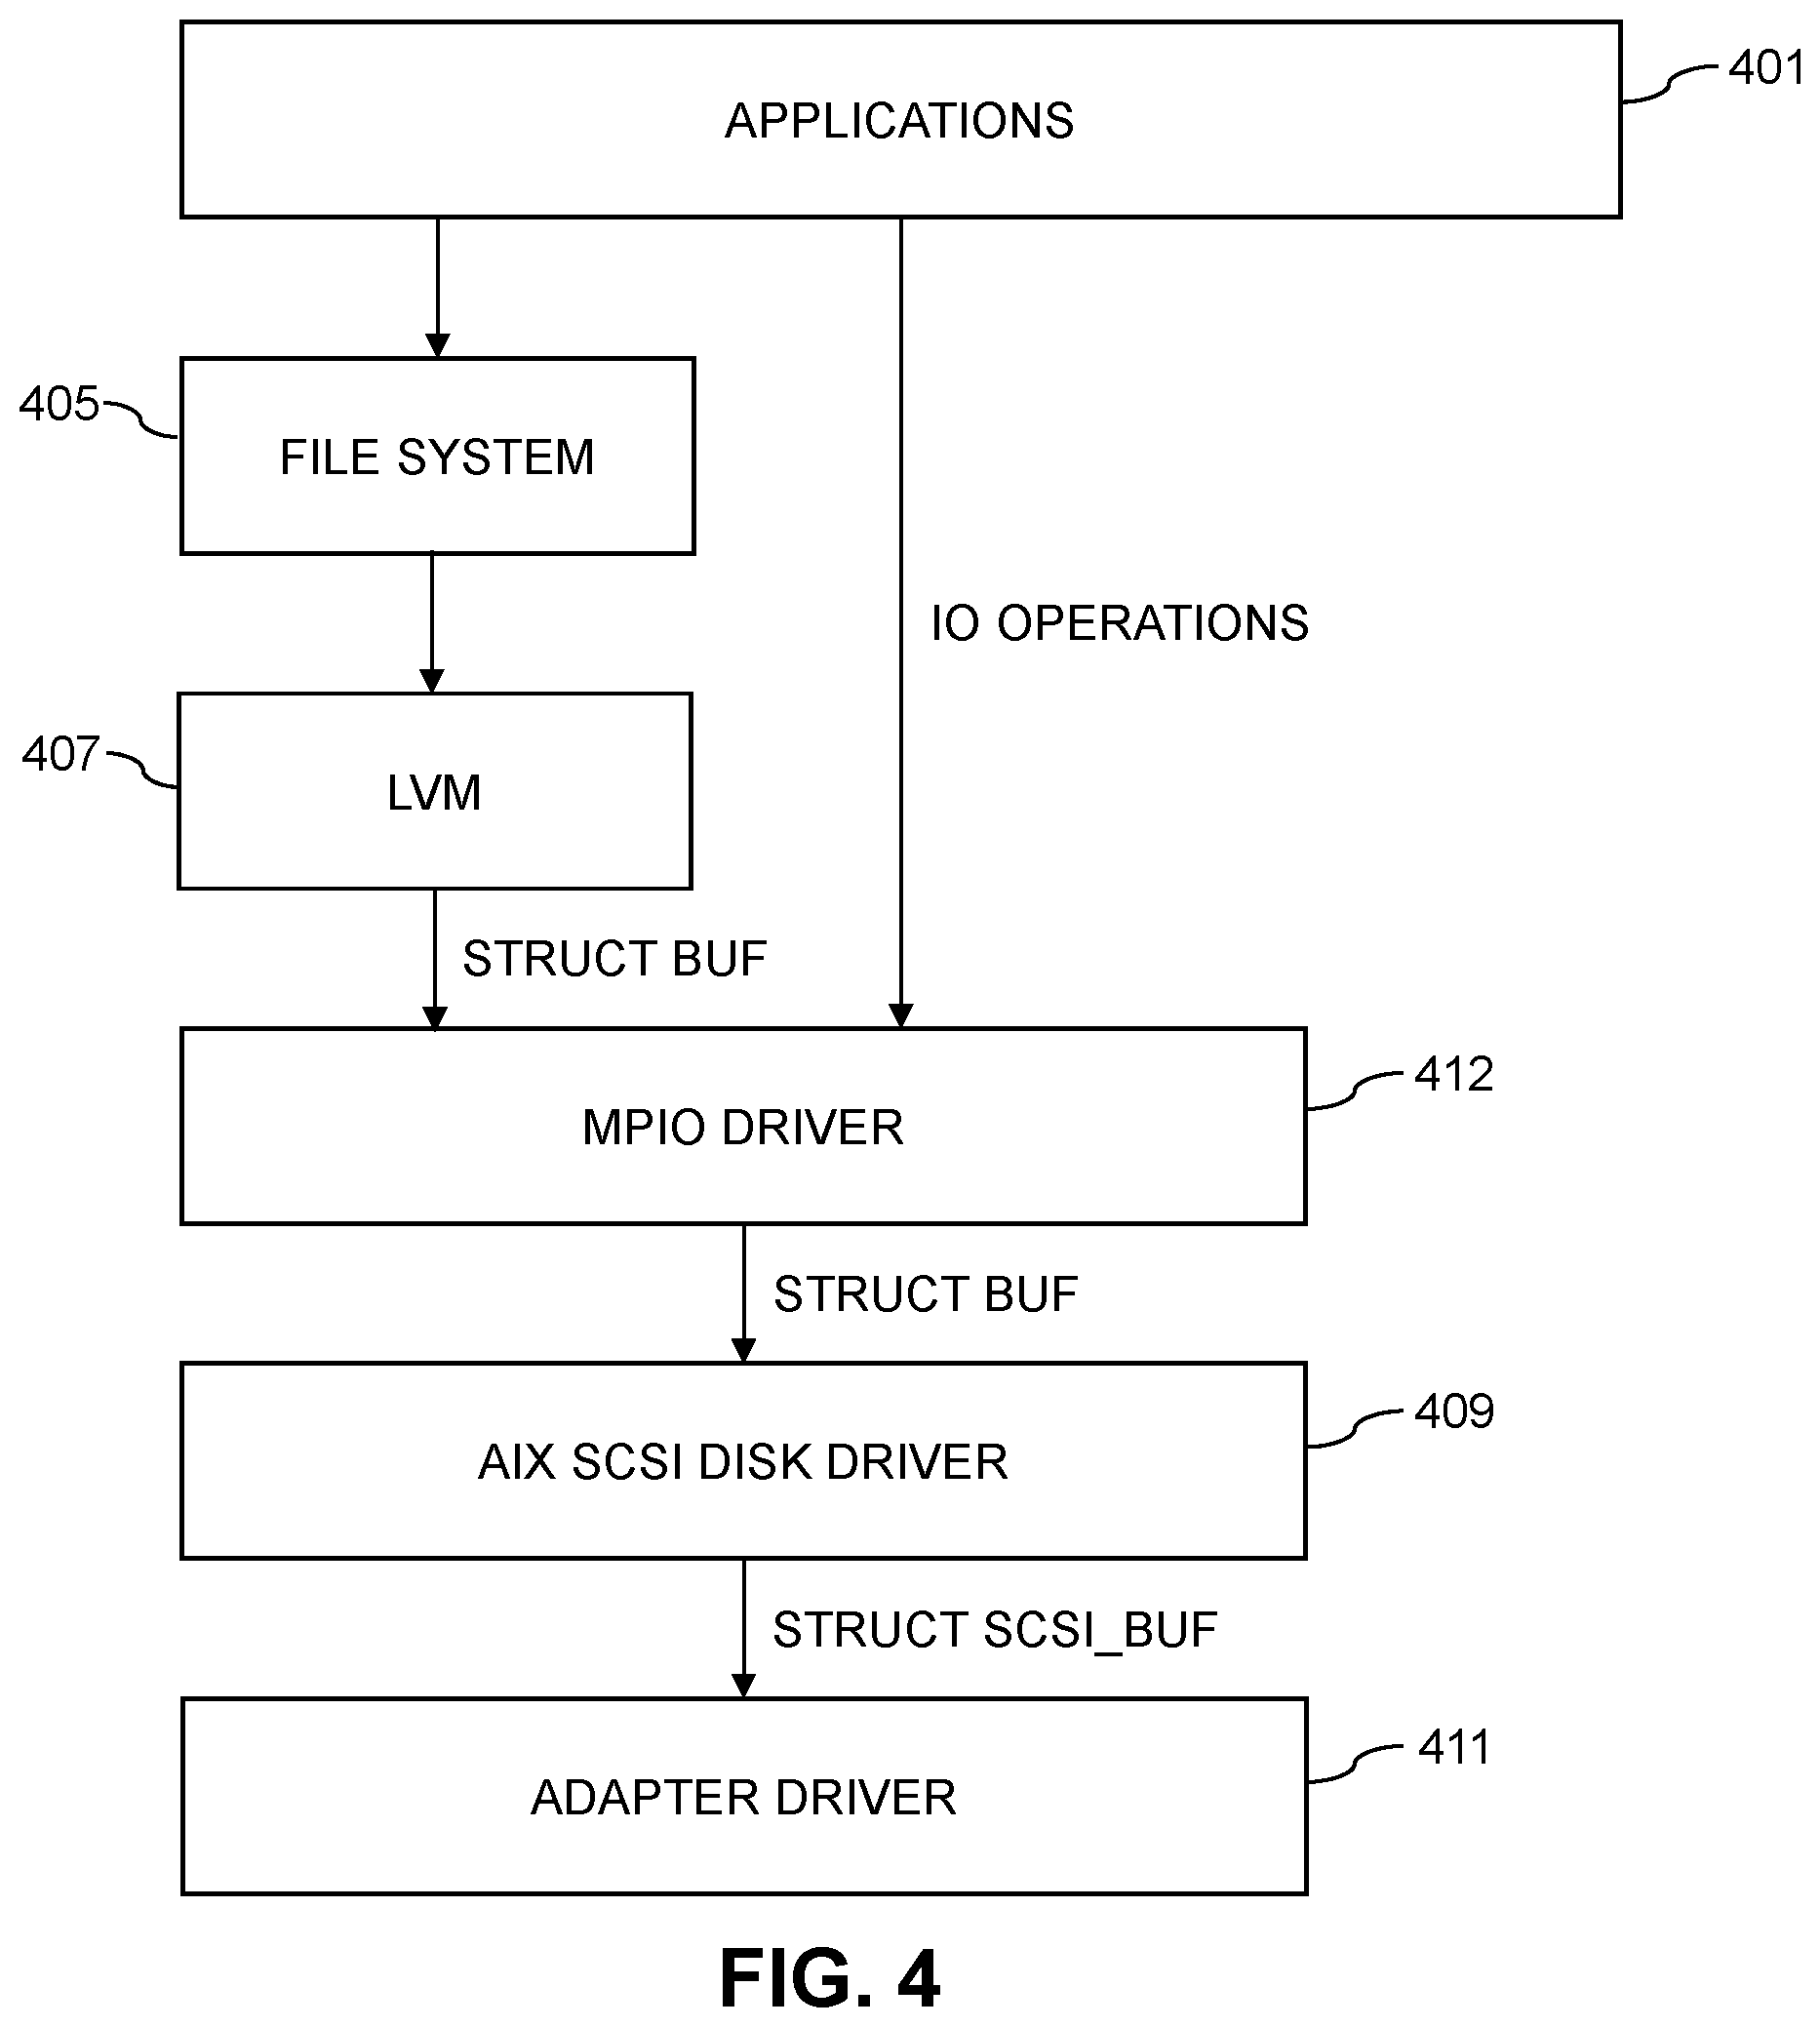 401
APPLICATIONS
405
FILE SYSTEM
IO OPERATIONS
407
LVM
STRUCT BUF
412
MPIO DRIVER
STRUCT BUF
409
AIX SCSI DISK DRIVER
STRUCT SCSI_BUF
411
ADAPTER DRIVER
FIG. 4